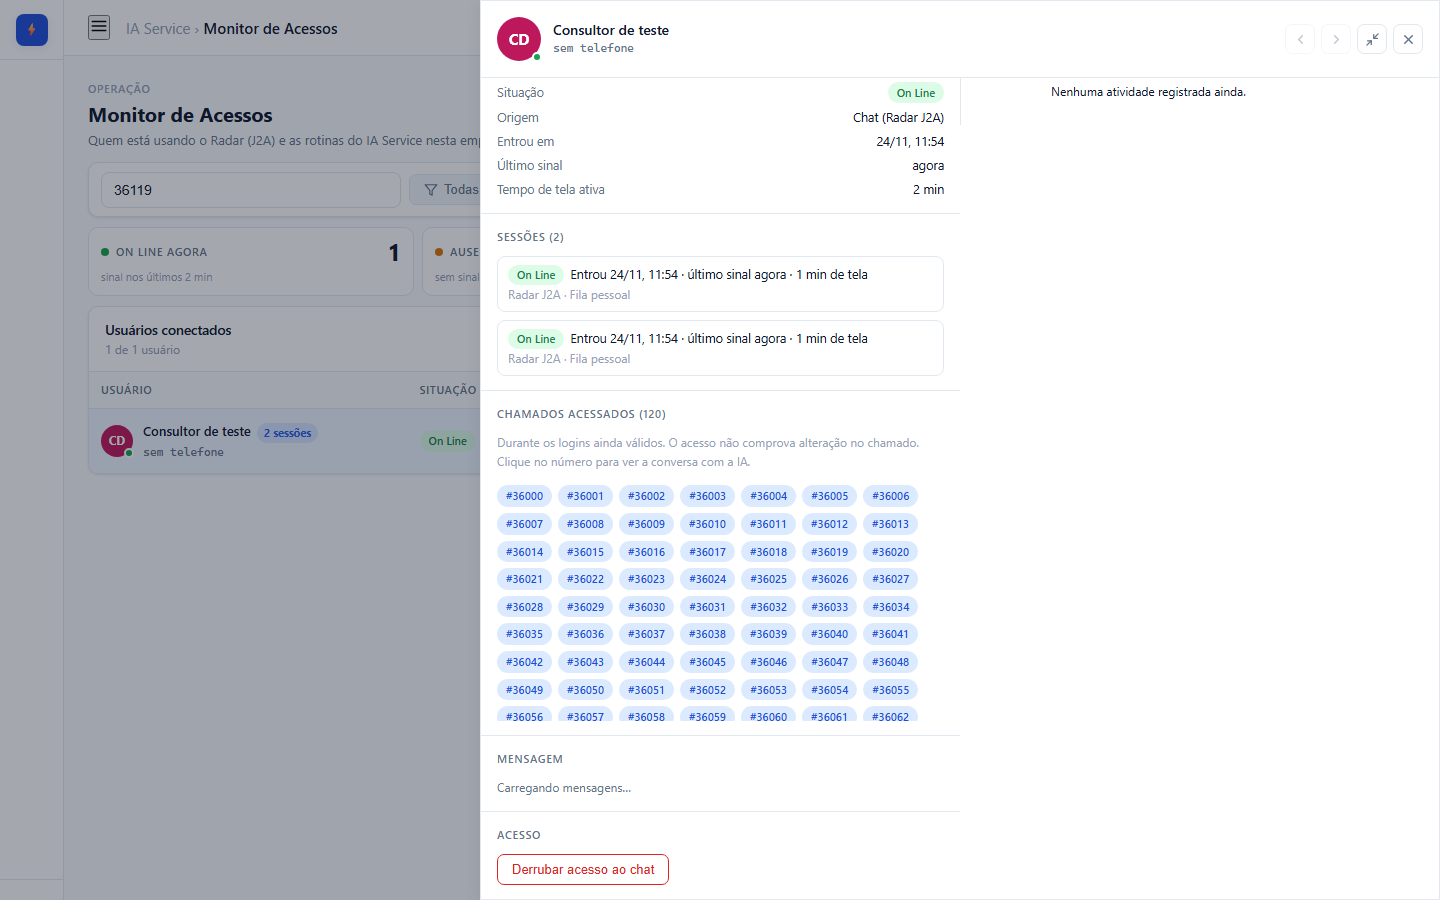 IA Service › Monitor de Acessos
OPERAÇÃO
Monitor de Acessos
Quem está usando o Radar (J2A) e as rotinas do IA Service nesta
36119
Todas
ON LINE AGORA
1
sinal nos últimos 2 min
AUSE
sem sinal
Usuários conectados
1 de 1 usuário
USUÁRIO
SITUAÇÃO
CD
Consultor de teste
2 sessões
sem telefone
On Line
CD
Consultor de teste
sem telefone
Situação
On Line
Origem
Chat (Radar J2A)
Entrou em
24/11, 11:54
Último sinal
agora
Tempo de tela ativa
2 min
SESSÕES (2)
On Line Entrou 24/11, 11:54 · último sinal agora · 1 min de tela
Radar J2A · Fila pessoal
On Line Entrou 24/11, 11:54 · último sinal agora · 1 min de tela
Radar J2A · Fila pessoal
CHAMADOS ACESSADOS (120)
Durante os logins ainda válidos. O acesso não comprova alteração no chamado.
Clique no número para ver a conversa com a IA.
#36000 #36001 #36002 #36003 #36004 #36005 #36006
#36007 #36008 #36009 #36010 #36011 #36012 #36013
#36014 #36015 #36016 #36017 #36018 #36019 #36020
#36021 #36022 #36023 #36024 #36025 #36026 #36027
#36028 #36029 #36030 #36031 #36032 #36033 #36034
#36035 #36036 #36037 #36038 #36039 #36040 #36041
#36042 #36043 #36044 #36045 #36046 #36047 #36048
#36049 #36050 #36051 #36052 #36053 #36054 #36055
#36056 #36057 #36058 #36059 #36060 #36061 #36062
MENSAGEM
Carregando mensagens...
ACESSO
Derrubar acesso ao chat
Nenhuma atividade registrada ainda.